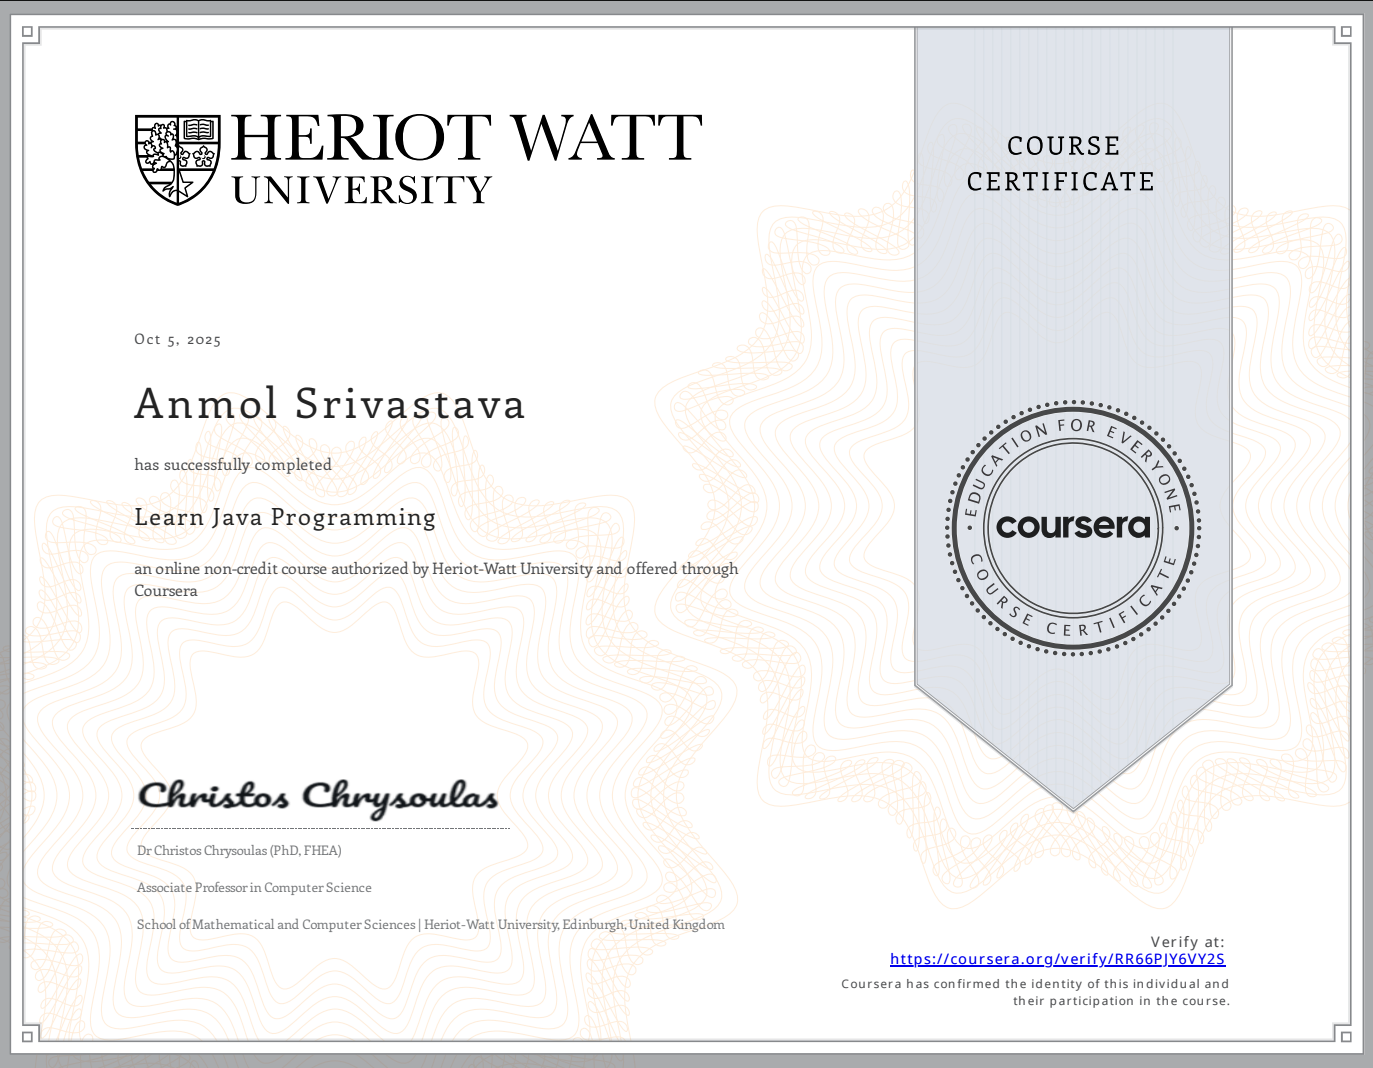 HERIOT WATT
UNIVERSITY
COURSE
CERTIFICATE
Oct 5, 2025
Anmol Srivastava
has successfully completed
Learn Java Programming
an online non-credit course authorized by Heriot-Watt University and offered through
Coursera
EDUCATION FOR EVERYONE
coursera
COURSE CERTIFICATE
Christos Chrysoulas
Dr Christos Chrysoulas (PhD, FHEA)
Associate Professor in Computer Science
School of Mathematical and Computer Sciences | Heriot-Watt University, Edinburgh, United Kingdom
Verify at:
https://coursera.org/verify/RR66PJY6VY2S
Coursera has confirmed the identity of this individual and
their participation in the course.